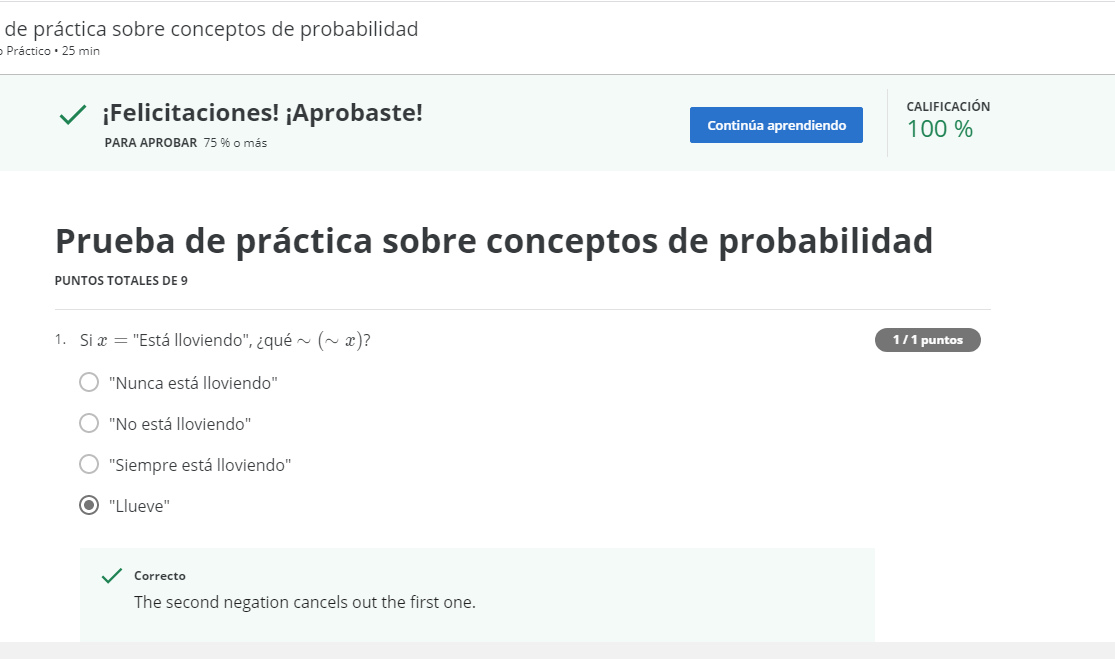 de práctica sobre conceptos de probabilidad
Práctico • 25 min
¡Felicitaciones! ¡Aprobaste!
PARA APROBAR 75 % o más
Continúa aprendiendo
CALIFICACIÓN
100 %
Prueba de práctica sobre conceptos de probabilidad
PUNTOS TOTALES DE 9
1. Si x = "Está lloviendo", ¿qué ∼ (∼ x)?
1 / 1 puntos
"Nunca está lloviendo"
"No está lloviendo"
"Siempre está lloviendo"
"Llueve"
Correcto
The second negation cancels out the first one.